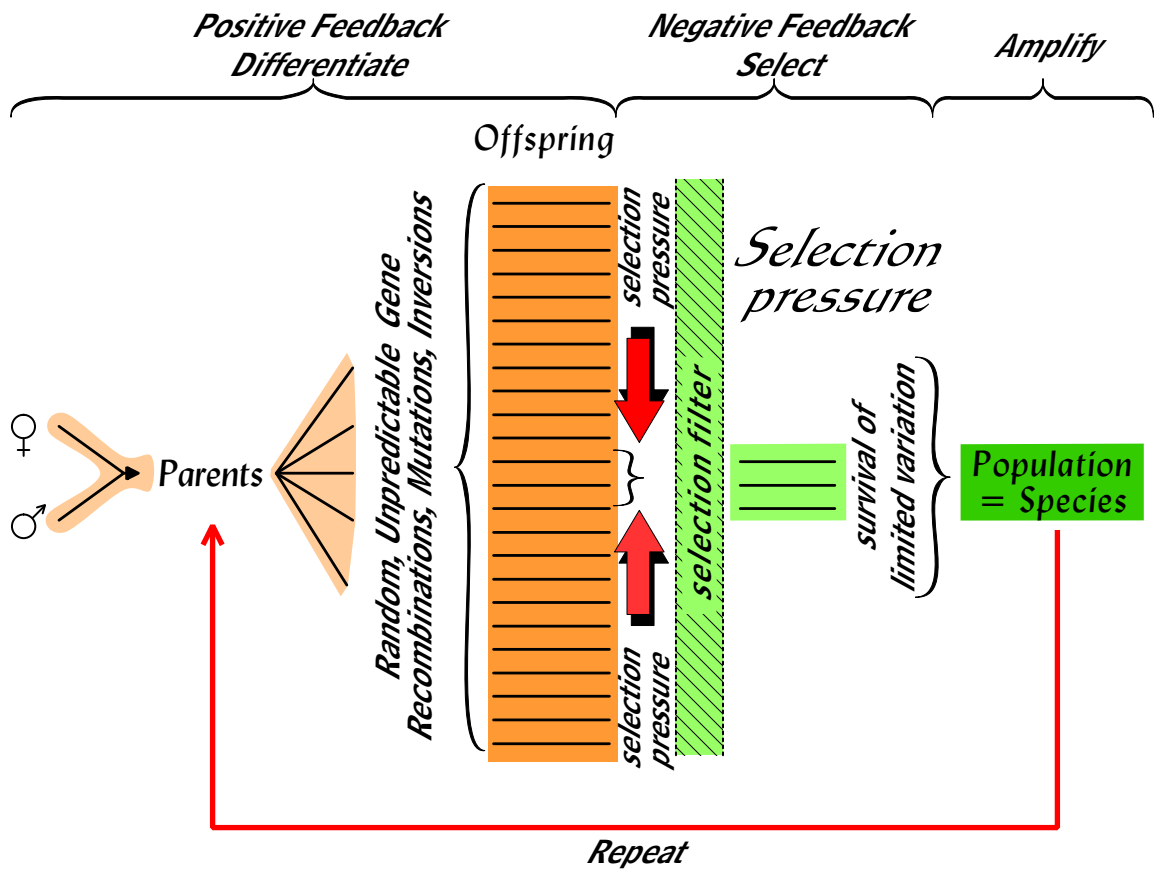 Positive Feedback
Differentiate
Negative Feedback
Select
Amplify
Offspring
♀
♂
Parents
Random, Unpredictable Gene
Recombinations, Mutations, Inversions
selection
pressure
selection
pressure
selection filter
Selection
pressure
survival of
limited variation
Population
= Species
Repeat